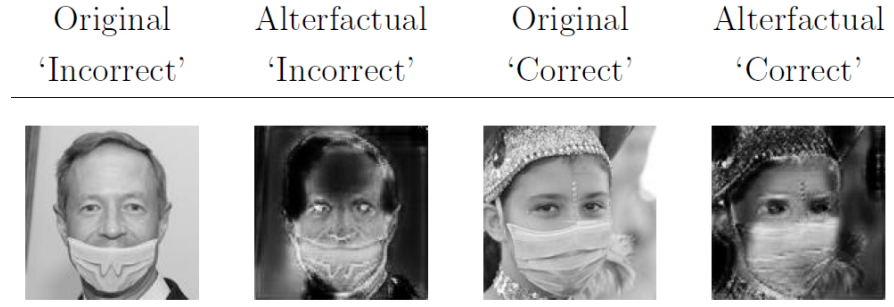 Original Alterfactual Original Alterfactual
‘Incorrect’ ‘Incorrect’ ‘Correct’ ‘Correct’